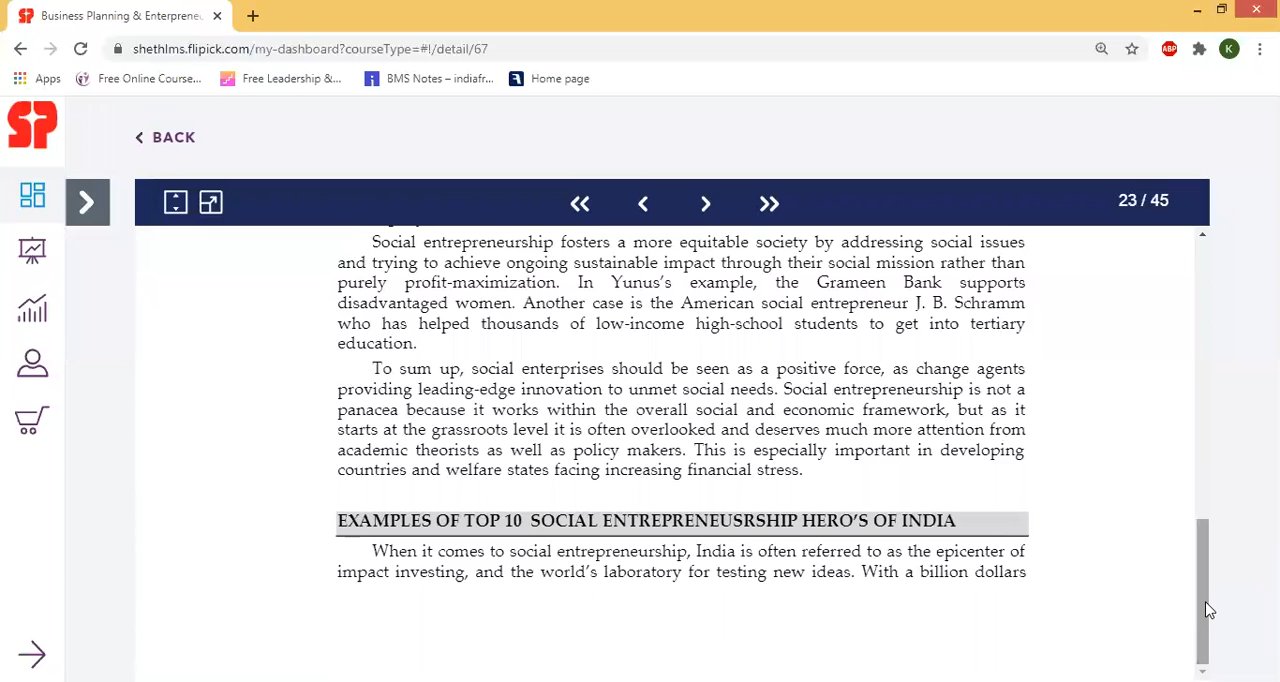 Business Planning & Enterprene
shethlms.flipick.com/my-dashboard?courseType=#!/detail/67
ABP
K
Apps
Free Online Course...
Free Leadership &...
BMS Notes – indiafr...
Home page
SP
BACK
23 / 45
Social entrepreneurship fosters a more equitable society by addressing social issues
and trying to achieve ongoing sustainable impact through their social mission rather than
purely profit-maximization. In Yunus's example, the Grameen Bank supports
disadvantaged women. Another case is the American social entrepreneur J. B. Schramm
who has helped thousands of low-income high-school students to get into tertiary
education.
To sum up, social enterprises should be seen as a positive force, as change agents
providing leading-edge innovation to unmet social needs. Social entrepreneurship is not a
panacea because it works within the overall social and economic framework, but as it
starts at the grassroots level it is often overlooked and deserves much more attention from
academic theorists as well as policy makers. This is especially important in developing
countries and welfare states facing increasing financial stress.
EXAMPLES OF TOP 10 SOCIAL ENTREPRENEUSRSHIP HERO'S OF INDIA
When it comes to social entrepreneurship, India is often referred to as the epicenter of
impact investing, and the world's laboratory for testing new ideas. With a billion dollars